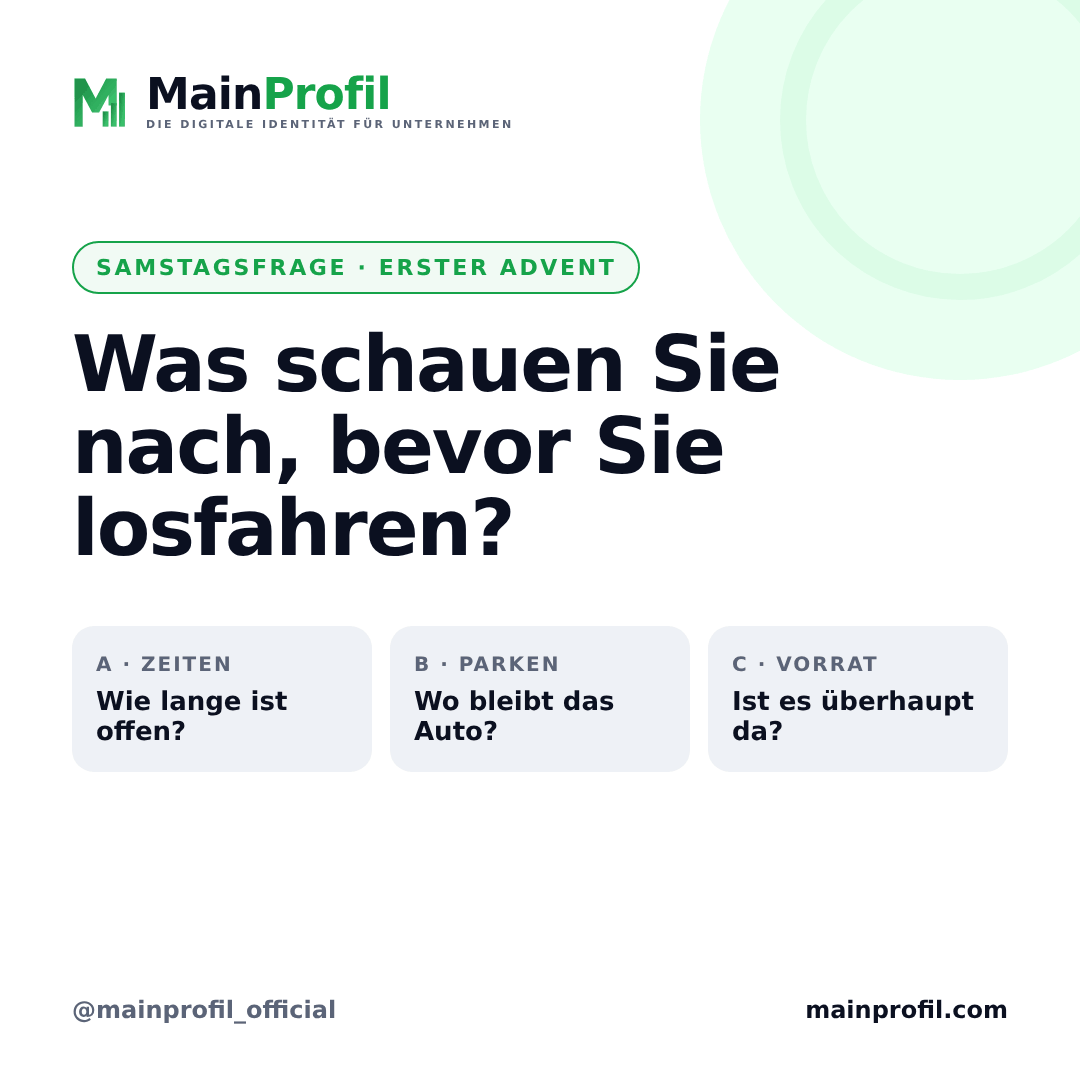 MainProfil
DIE DIGITALE IDENTITÄT FÜR UNTERNEHMEN
SAMSTAGSFRAGE · ERSTER ADVENT
Was schauen Sie
nach, bevor Sie
losfahren?
A · ZEITEN
Wie lange ist
offen?
B · PARKEN
Wo bleibt das
Auto?
C · VORRAT
Ist es überhaupt
da?
@mainprofil_official
mainprofil.com